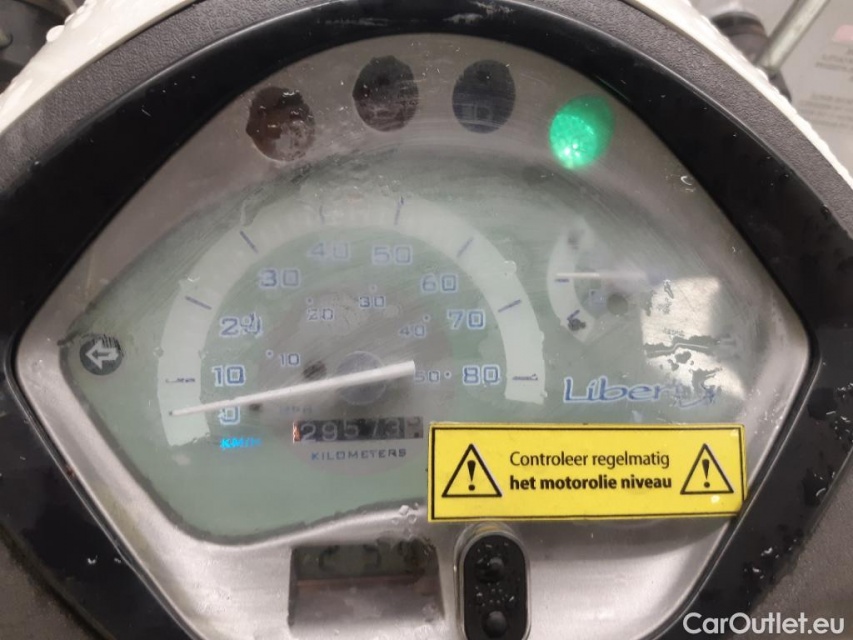 40 50
30 60
20 70
10 80
0
20 30
10 40
50
KM/H
29573
KILOMETERS
Liberty
Controleer regelmatig
het motorolie niveau
CarOutlet.eu